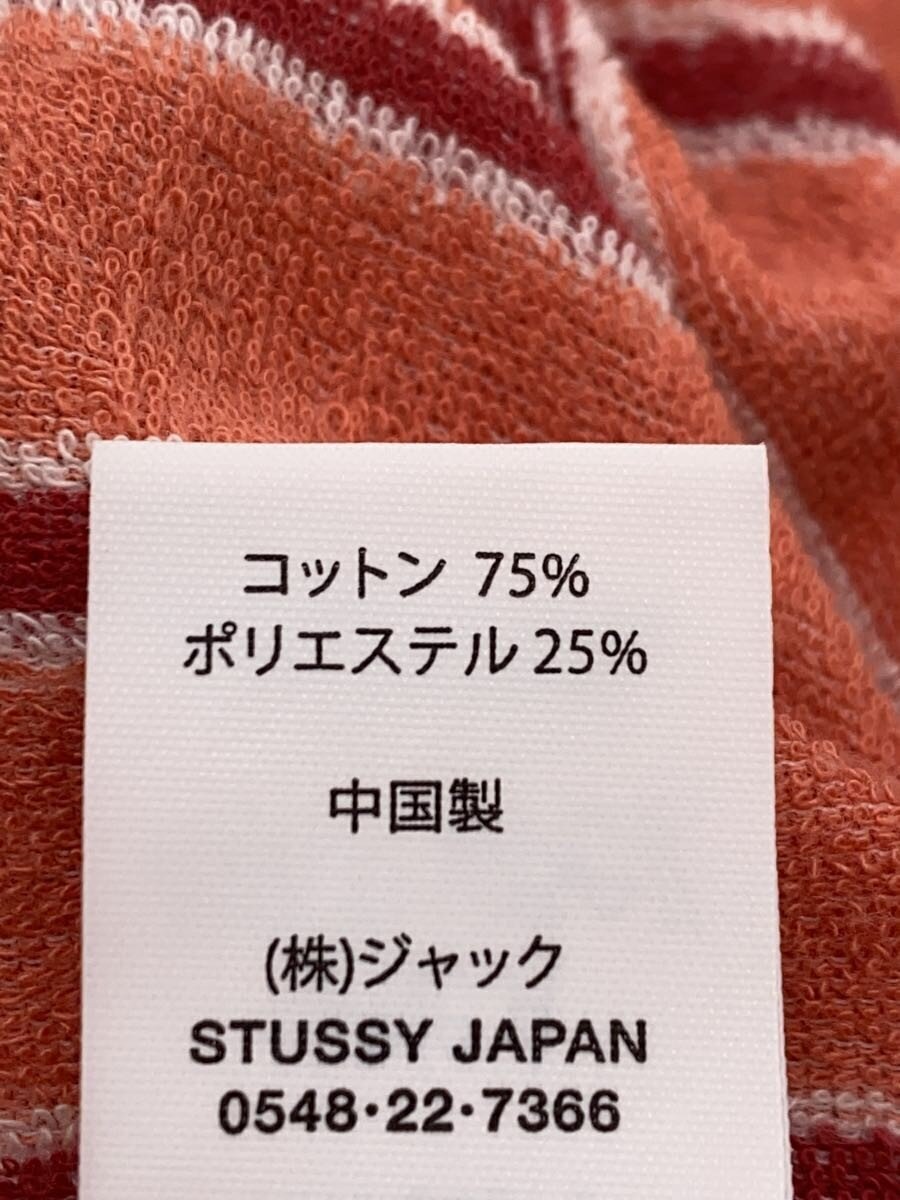 コットン 75%
ポリエステル 25%
中国製
(株)ジャック
STUSSY JAPAN
0548・22・7366